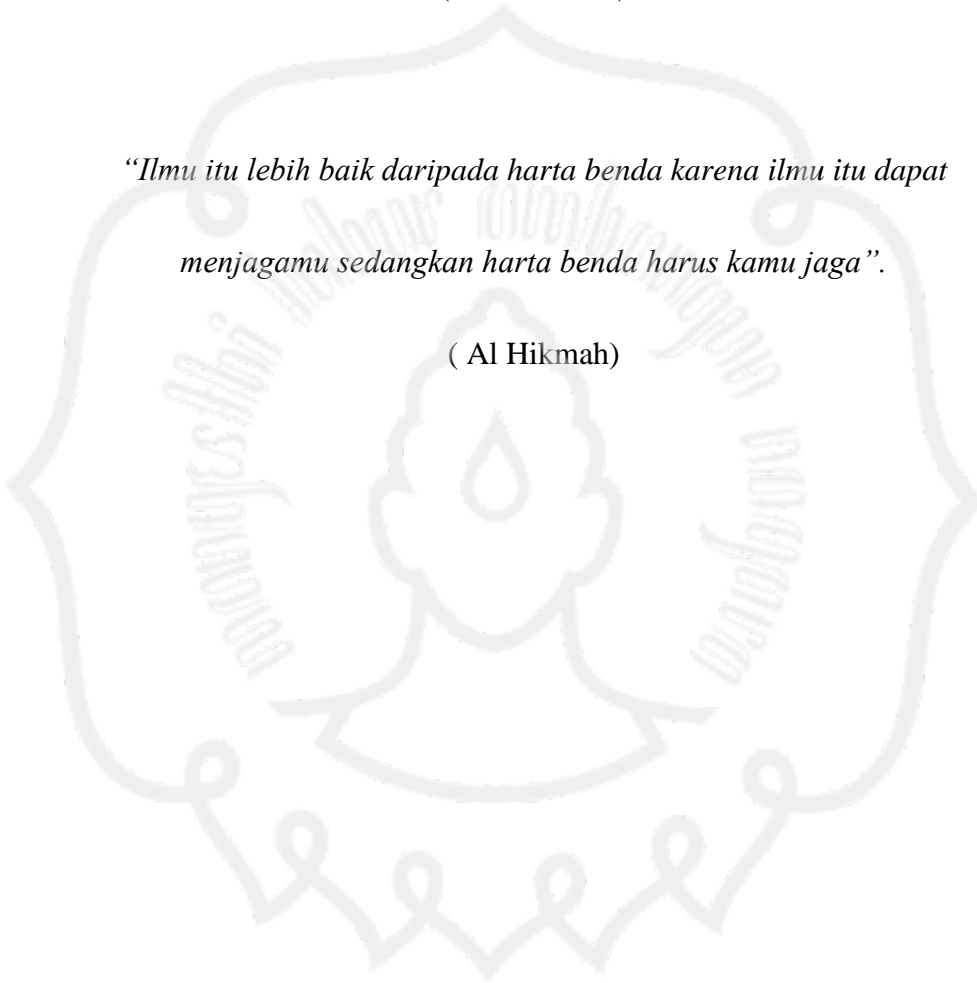 “Ilmu itu lebih baik daripada harta benda karena ilmu itu dapat
menjagamu sedangkan harta benda harus kamu jaga”.
( Al Hikmah)